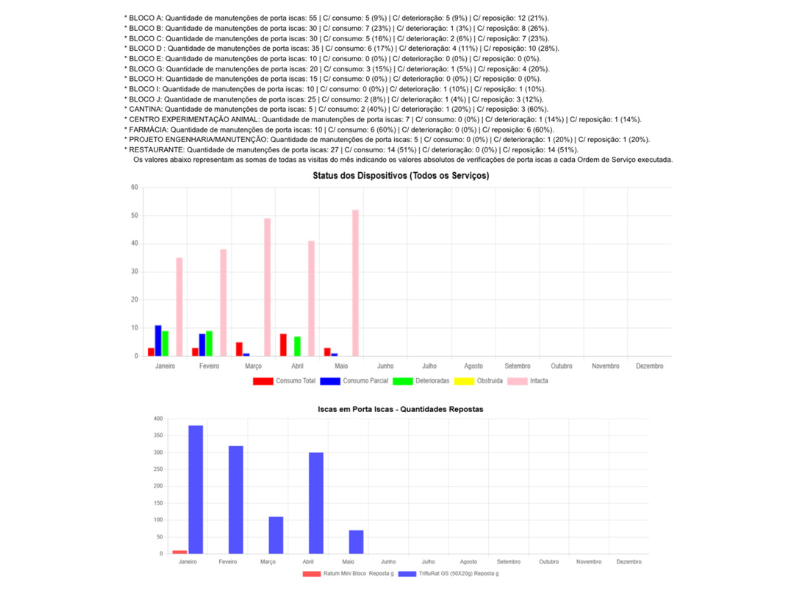 * BLOCO A: Quantidade de manutenções de porta iscas: 55 | C/ consumo: 5 (9%) | C/ deterioração: 5 (9%) | C/ reposição: 12 (21%).
* BLOCO B: Quantidade de manutenções de porta iscas: 30 | C/ consumo: 7 (23%) | C/ deterioração: 1 (3%) | C/ reposição: 8 (26%).
* BLOCO C: Quantidade de manutenções de porta iscas: 30 | C/ consumo: 5 (16%) | C/ deterioração: 2 (6%) | C/ reposição: 7 (23%).
* BLOCO D : Quantidade de manutenções de porta iscas: 35 | C/ consumo: 6 (17%) | C/ deterioração: 4 (11%) | C/ reposição: 10 (28%).
* BLOCO E: Quantidade de manutenções de porta iscas: 10 | C/ consumo: 0 (0%) | C/ deterioração: 0 (0%) | C/ reposição: 0 (0%).
* BLOCO G: Quantidade de manutenções de porta iscas: 20 | C/ consumo: 3 (15%) | C/ deterioração: 1 (5%) | C/ reposição: 4 (20%).
* BLOCO H: Quantidade de manutenções de porta iscas: 15 | C/ consumo: 0 (0%) | C/ deterioração: 0 (0%) | C/ reposição: 0 (0%).
* BLOCO I: Quantidade de manutenções de porta iscas: 10 | C/ consumo: 0 (0%) | C/ deterioração: 1 (10%) | C/ reposição: 1 (10%).
* BLOCO J: Quantidade de manutenções de porta iscas: 25 | C/ consumo: 2 (8%) | C/ deterioração: 1 (4%) | C/ reposição: 3 (12%).
* CANTINA: Quantidade de manutenções de porta iscas: 5 | C/ consumo: 2 (40%) | C/ deterioração: 1 (20%) | C/ reposição: 3 (60%).
* CENTRO EXPERIMENTAÇÃO ANIMAL: Quantidade de manutenções de porta iscas: 7 | C/ consumo: 0 (0%) | C/ deterioração: 1 (14%) | C/ reposição: 1 (14%).
* FARMÁCIA: Quantidade de manutenções de porta iscas: 10 | C/ consumo: 6 (60%) | C/ deterioração: 0 (0%) | C/ reposição: 6 (60%).
* PROJETO ENGENHARIA/MANUTENÇÃO: Quantidade de manutenções de porta iscas: 5 | C/ consumo: 0 (0%) | C/ deterioração: 1 (20%) | C/ reposição: 1 (20%).
* RESTAURANTE: Quantidade de manutenções de porta iscas: 27 | C/ consumo: 14 (51%) | C/ deterioração: 0 (0%) | C/ reposição: 14 (51%).
Os valores abaixo representam as somas de todas as visitas do mês indicando os valores absolutos de verificações de porta iscas a cada Ordem de Serviço executada.
Status dos Dispositivos (Todos os Serviços)
60
50
40
30
20
10
0
Janeiro Feveiro Março Abril Maio Junho Julho Agosto Setembro Outubro Novembro Dezembro
Consumo Total Consumo Parcial Deterioradas Obstruida Intacta
Iscas em Porta Iscas - Quantidades Repostas
400
350
300
250
200
150
100
50
0
Janeiro Feveiro Março Abril Maio Junho Julho Agosto Setembro Outubro Novembro Dezembro
Ratum Mini Bloco Reposta g TrifluRat GS (50X20g) Reposta g